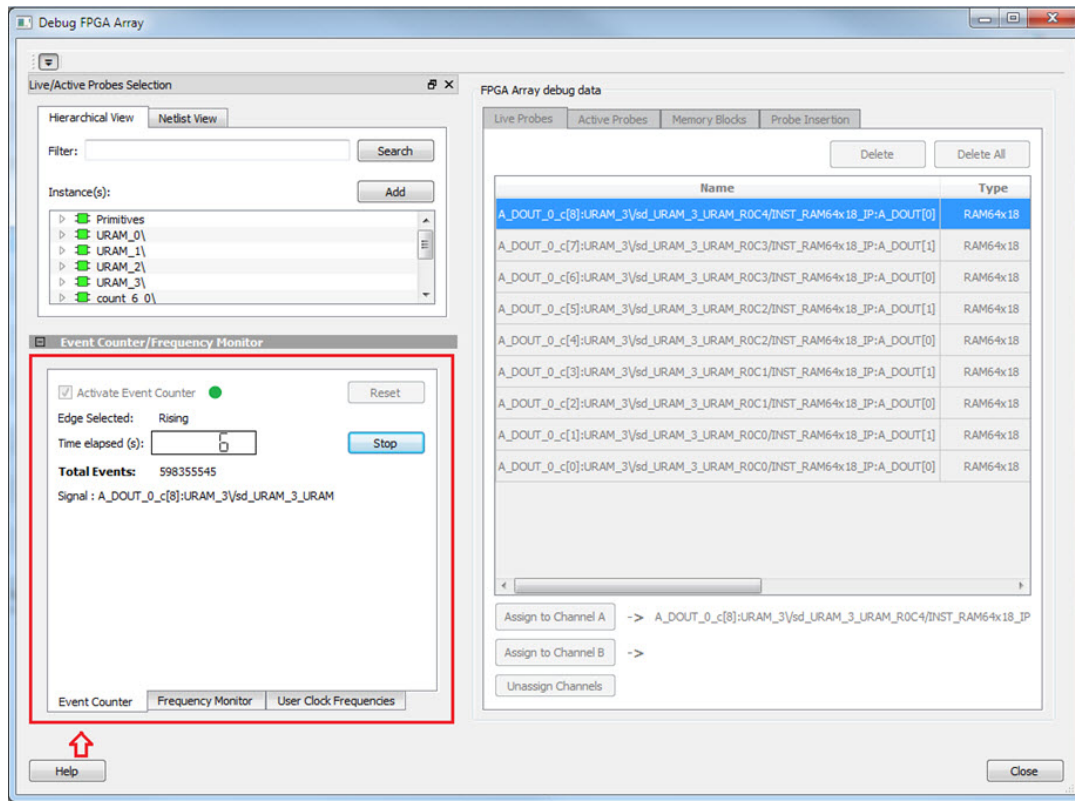 Debug FPGA Array
Live/Active Probes Selection
Hierarchical View Netlist View
Filter: Search
Instance(s): Add
Primitives
URAM_0\
URAM_1\
URAM_2\
URAM_3\
count_6_0\
Event Counter/Frequency Monitor
Activate Event Counter Reset
Edge Selected: Rising
Time elapsed (s): 6 Stop
Total Events: 598355545
Signal : A_DOUT_0_c[8]:URAM_3\/sd_URAM_3_URAM
Event Counter Frequency Monitor User Clock Frequencies
Help
FPGA Array debug data
Live Probes Active Probes Memory Blocks Probe Insertion
Delete Delete All
Name Type
A_DOUT_0_c[8]:URAM_3\/sd_URAM_3_URAM_R0C4/INST_RAM64x18_IP:A_DOUT[0] RAM64x18
A_DOUT_0_c[7]:URAM_3\/sd_URAM_3_URAM_R0C3/INST_RAM64x18_IP:A_DOUT[1] RAM64x18
A_DOUT_0_c[6]:URAM_3\/sd_URAM_3_URAM_R0C3/INST_RAM64x18_IP:A_DOUT[0] RAM64x18
A_DOUT_0_c[5]:URAM_3\/sd_URAM_3_URAM_R0C2/INST_RAM64x18_IP:A_DOUT[1] RAM64x18
A_DOUT_0_c[4]:URAM_3\/sd_URAM_3_URAM_R0C2/INST_RAM64x18_IP:A_DOUT[0] RAM64x18
A_DOUT_0_c[3]:URAM_3\/sd_URAM_3_URAM_R0C1/INST_RAM64x18_IP:A_DOUT[1] RAM64x18
A_DOUT_0_c[2]:URAM_3\/sd_URAM_3_URAM_R0C1/INST_RAM64x18_IP:A_DOUT[0] RAM64x18
A_DOUT_0_c[1]:URAM_3\/sd_URAM_3_URAM_R0C0/INST_RAM64x18_IP:A_DOUT[1] RAM64x18
A_DOUT_0_c[0]:URAM_3\/sd_URAM_3_URAM_R0C0/INST_RAM64x18_IP:A_DOUT[0] RAM64x18
Assign to Channel A -> A_DOUT_0_c[8]:URAM_3\/sd_URAM_3_URAM_R0C4/INST_RAM64x18_IP
Assign to Channel B ->
Unassign Channels
Close